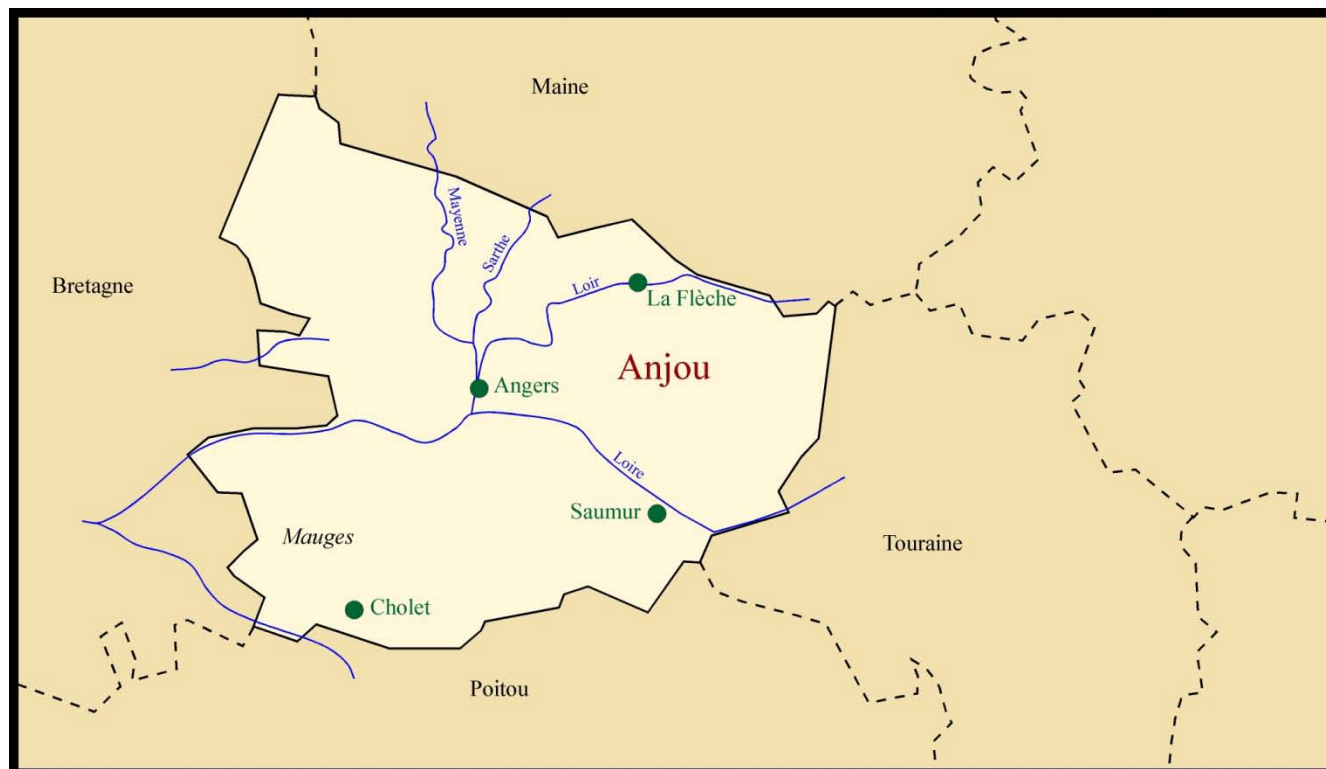 Maine
Mayenne
Sarthe
Bretagne
Loir
La Flèche
Anjou
Angers
Loire
Saumur
Mauges
Touraine
Cholet
Poitou